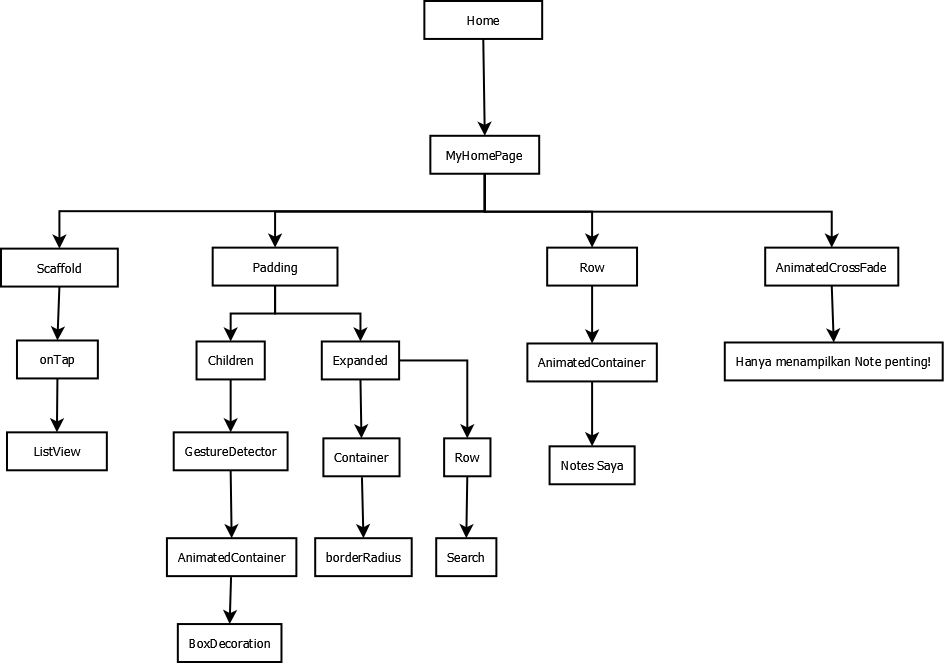 Home
MyHomePage
Scaffold
Padding
Row
AnimatedCrossFade
onTap
Children
Expanded
AnimatedContainer
Hanya menampilkan Note penting!
ListView
GestureDetector
Container
Row
Notes Saya
AnimatedContainer
borderRadius
Search
BoxDecoration